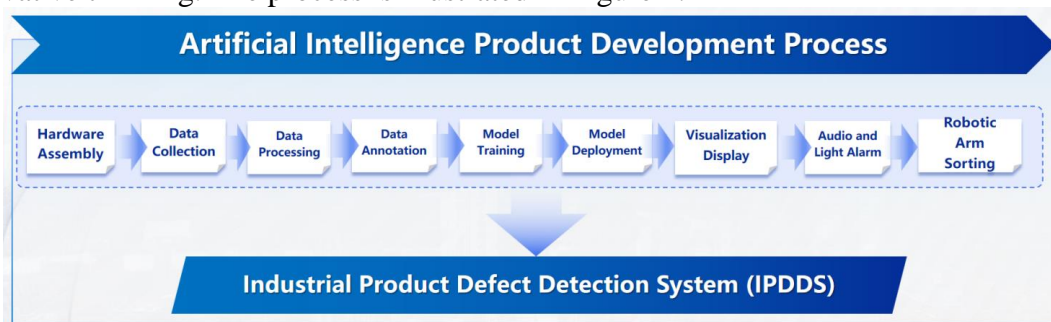 Artificial Intelligence Product Development Process
Hardware
Assembly
Data
Collection
Data
Processing
Data
Annotation
Model
Training
Model
Deployment
Visualization
Display
Audio and
Light Alarm
Robotic
Arm
Sorting
Industrial Product Defect Detection System (IPDDS)